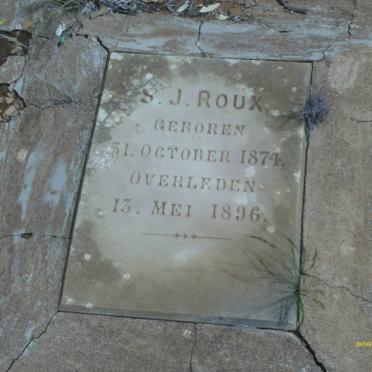 S. J. ROUX.
GEBOREN
31. OCTOBER 1874.
OVERLEDEN
13. MEI 1896.